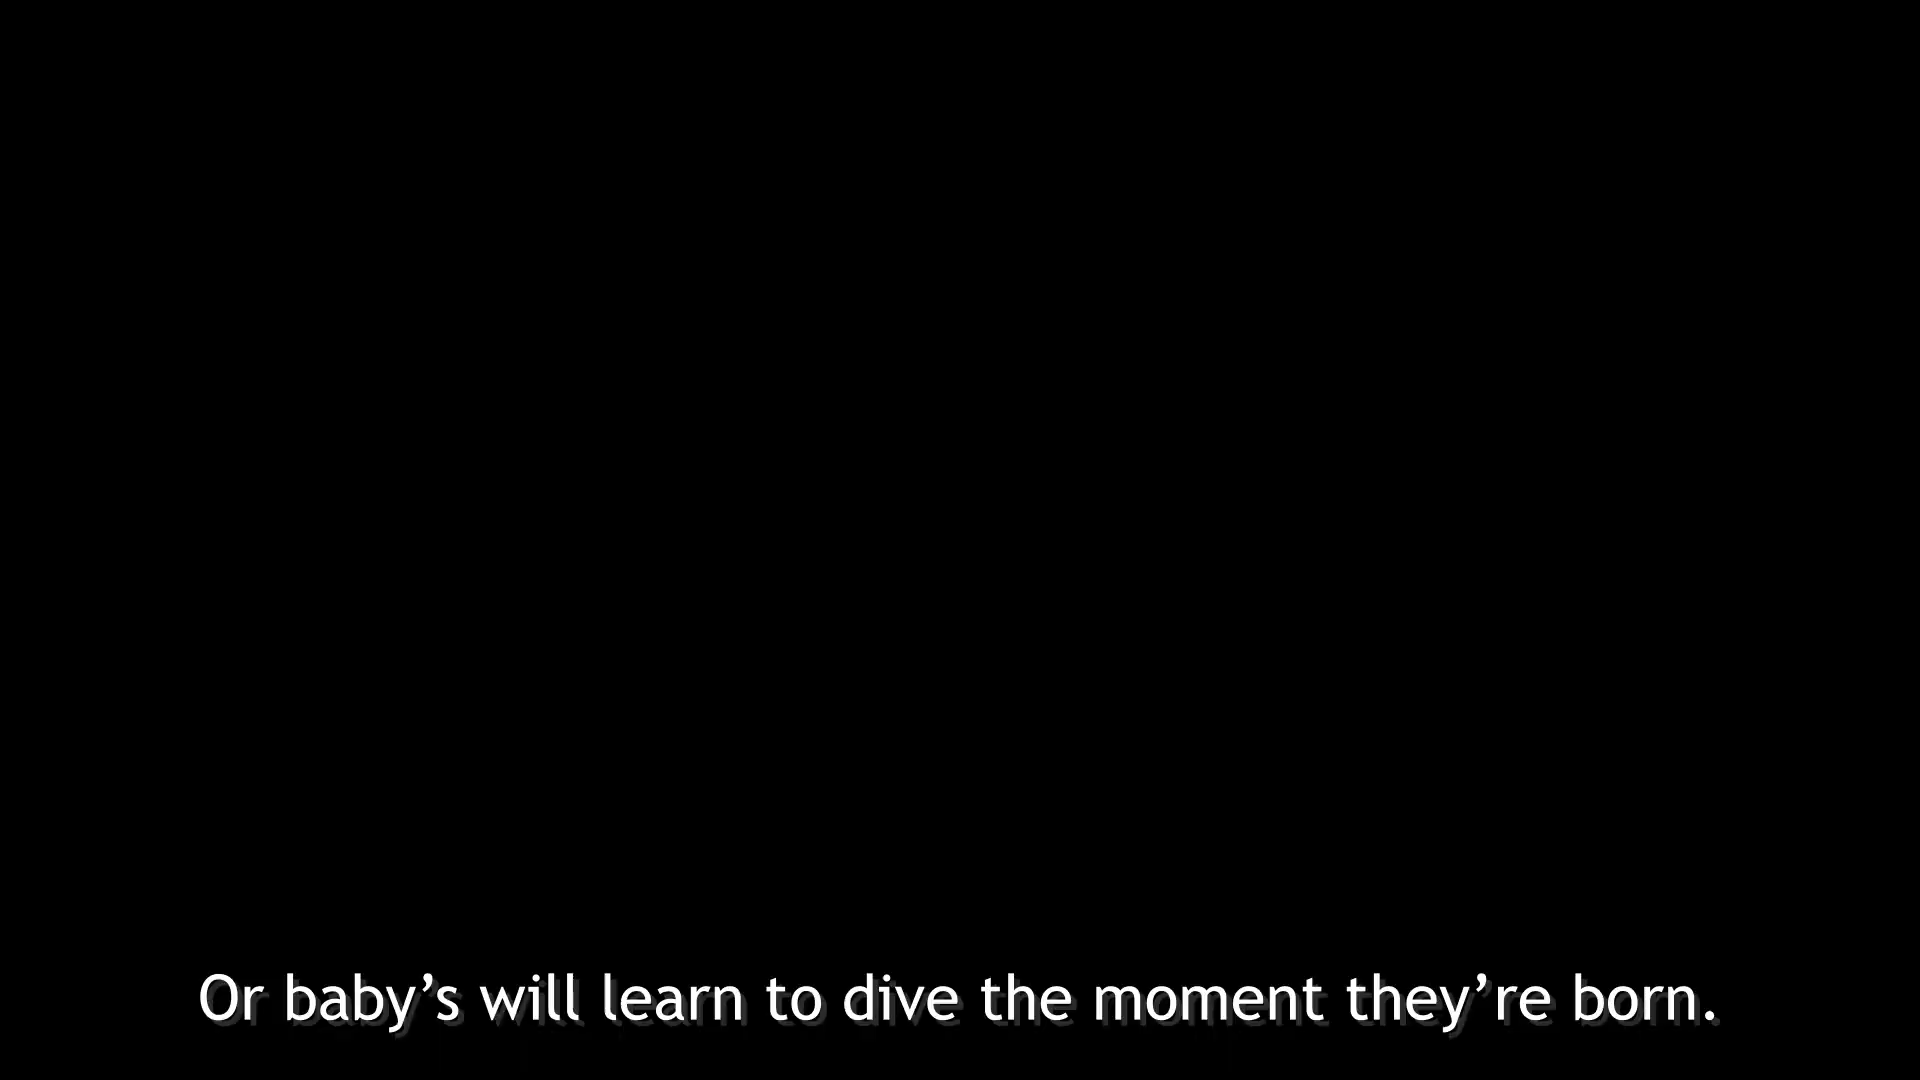 Or baby’s will learn to dive the moment they’re born.